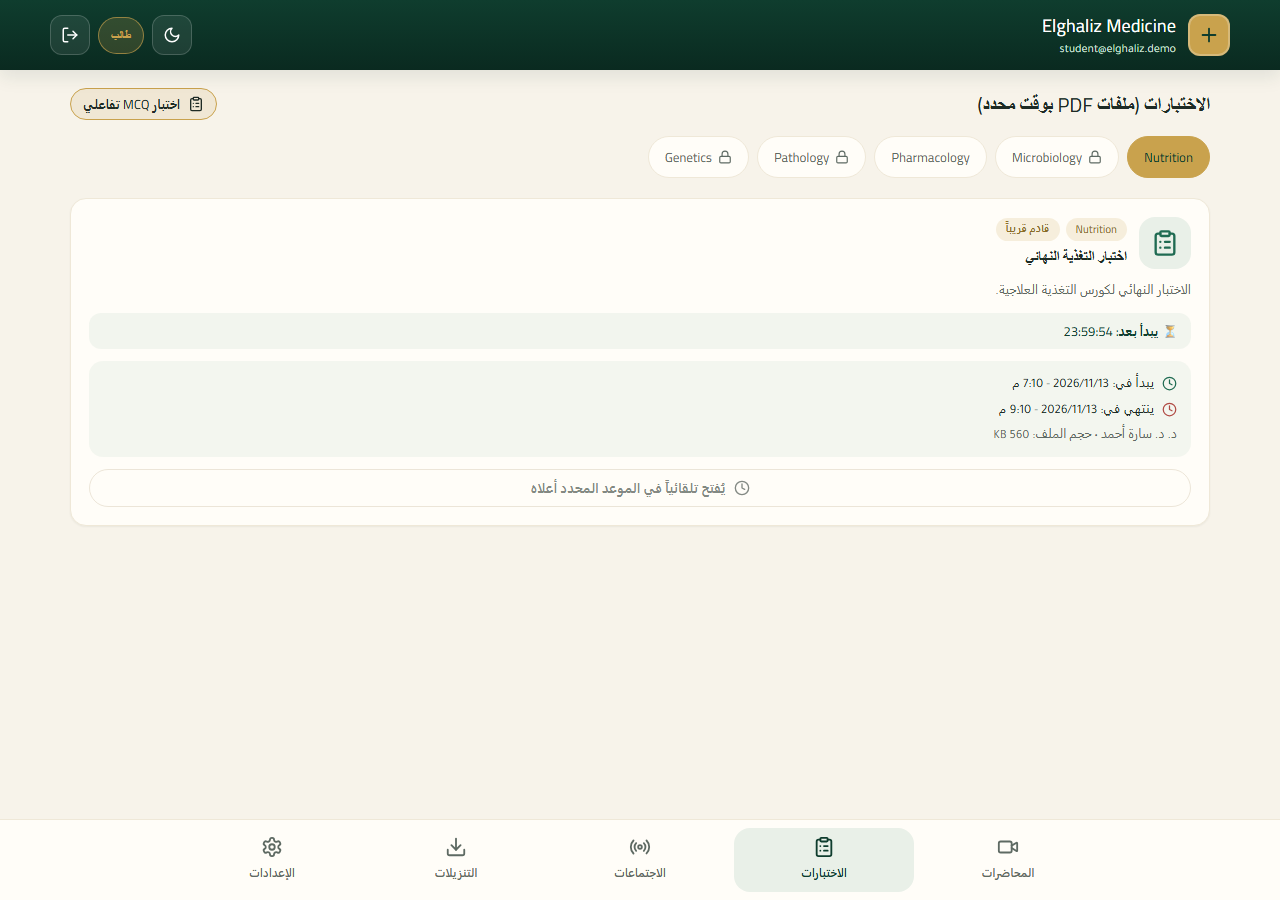 Elghaliz Medicine
student@elghaliz.demo
طالب
الاختبارات (ملفات PDF بوقت محدد)
اختبار MCQ تفاعلي
Nutrition
Microbiology
Pharmacology
Pathology
Genetics
Nutrition
قادم قريباً
اختبار التغذية النهائي
الاختبار النهائي لكورس التغذية العلاجية.
⏳ يبدأ بعد: 23:59:54
يبدأ في: 2026/11/13 - 7:10 م
ينتهي في: 2026/11/13 - 9:10 م
د. د. سارة أحمد • حجم الملف: 560 KB
يُفتح تلقائياً في الموعد المحدد أعلاه
المحاضرات
الاختبارات
الاجتماعات
التنزيلات
الإعدادات